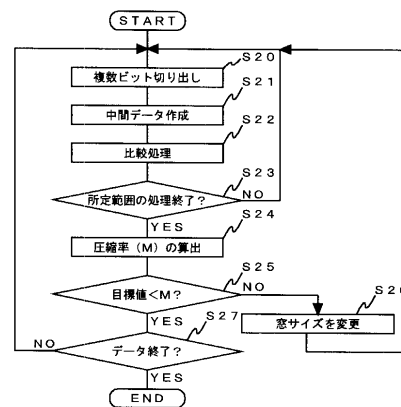 START
S20
複数ビット切り出し
S21
中間データ作成
S22
比較処理
S23
所定範囲の処理終了?
NO
YES
S24
圧縮率(M)の算出
S25
目標値<M?
NO
YES
S26
窓サイズを変更
S27
データ終了?
NO
YES
END